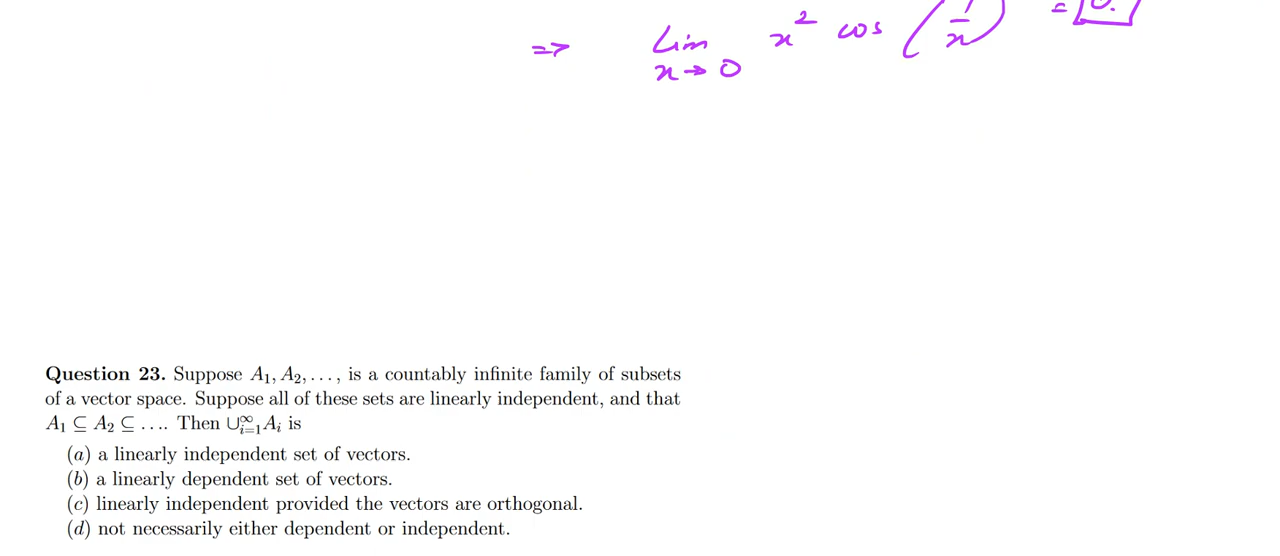 = 0.
=> Lim x² cos (1/x)
x→0
Question 23. Suppose A₁, A₂, . . . , is a countably infinite family of subsets
of a vector space. Suppose all of these sets are linearly independent, and that
A₁ ⊆ A₂ ⊆ . . . . Then ∪_{i=1}^∞ A_i is
(a) a linearly independent set of vectors.
(b) a linearly dependent set of vectors.
(c) linearly independent provided the vectors are orthogonal.
(d) not necessarily either dependent or independent.